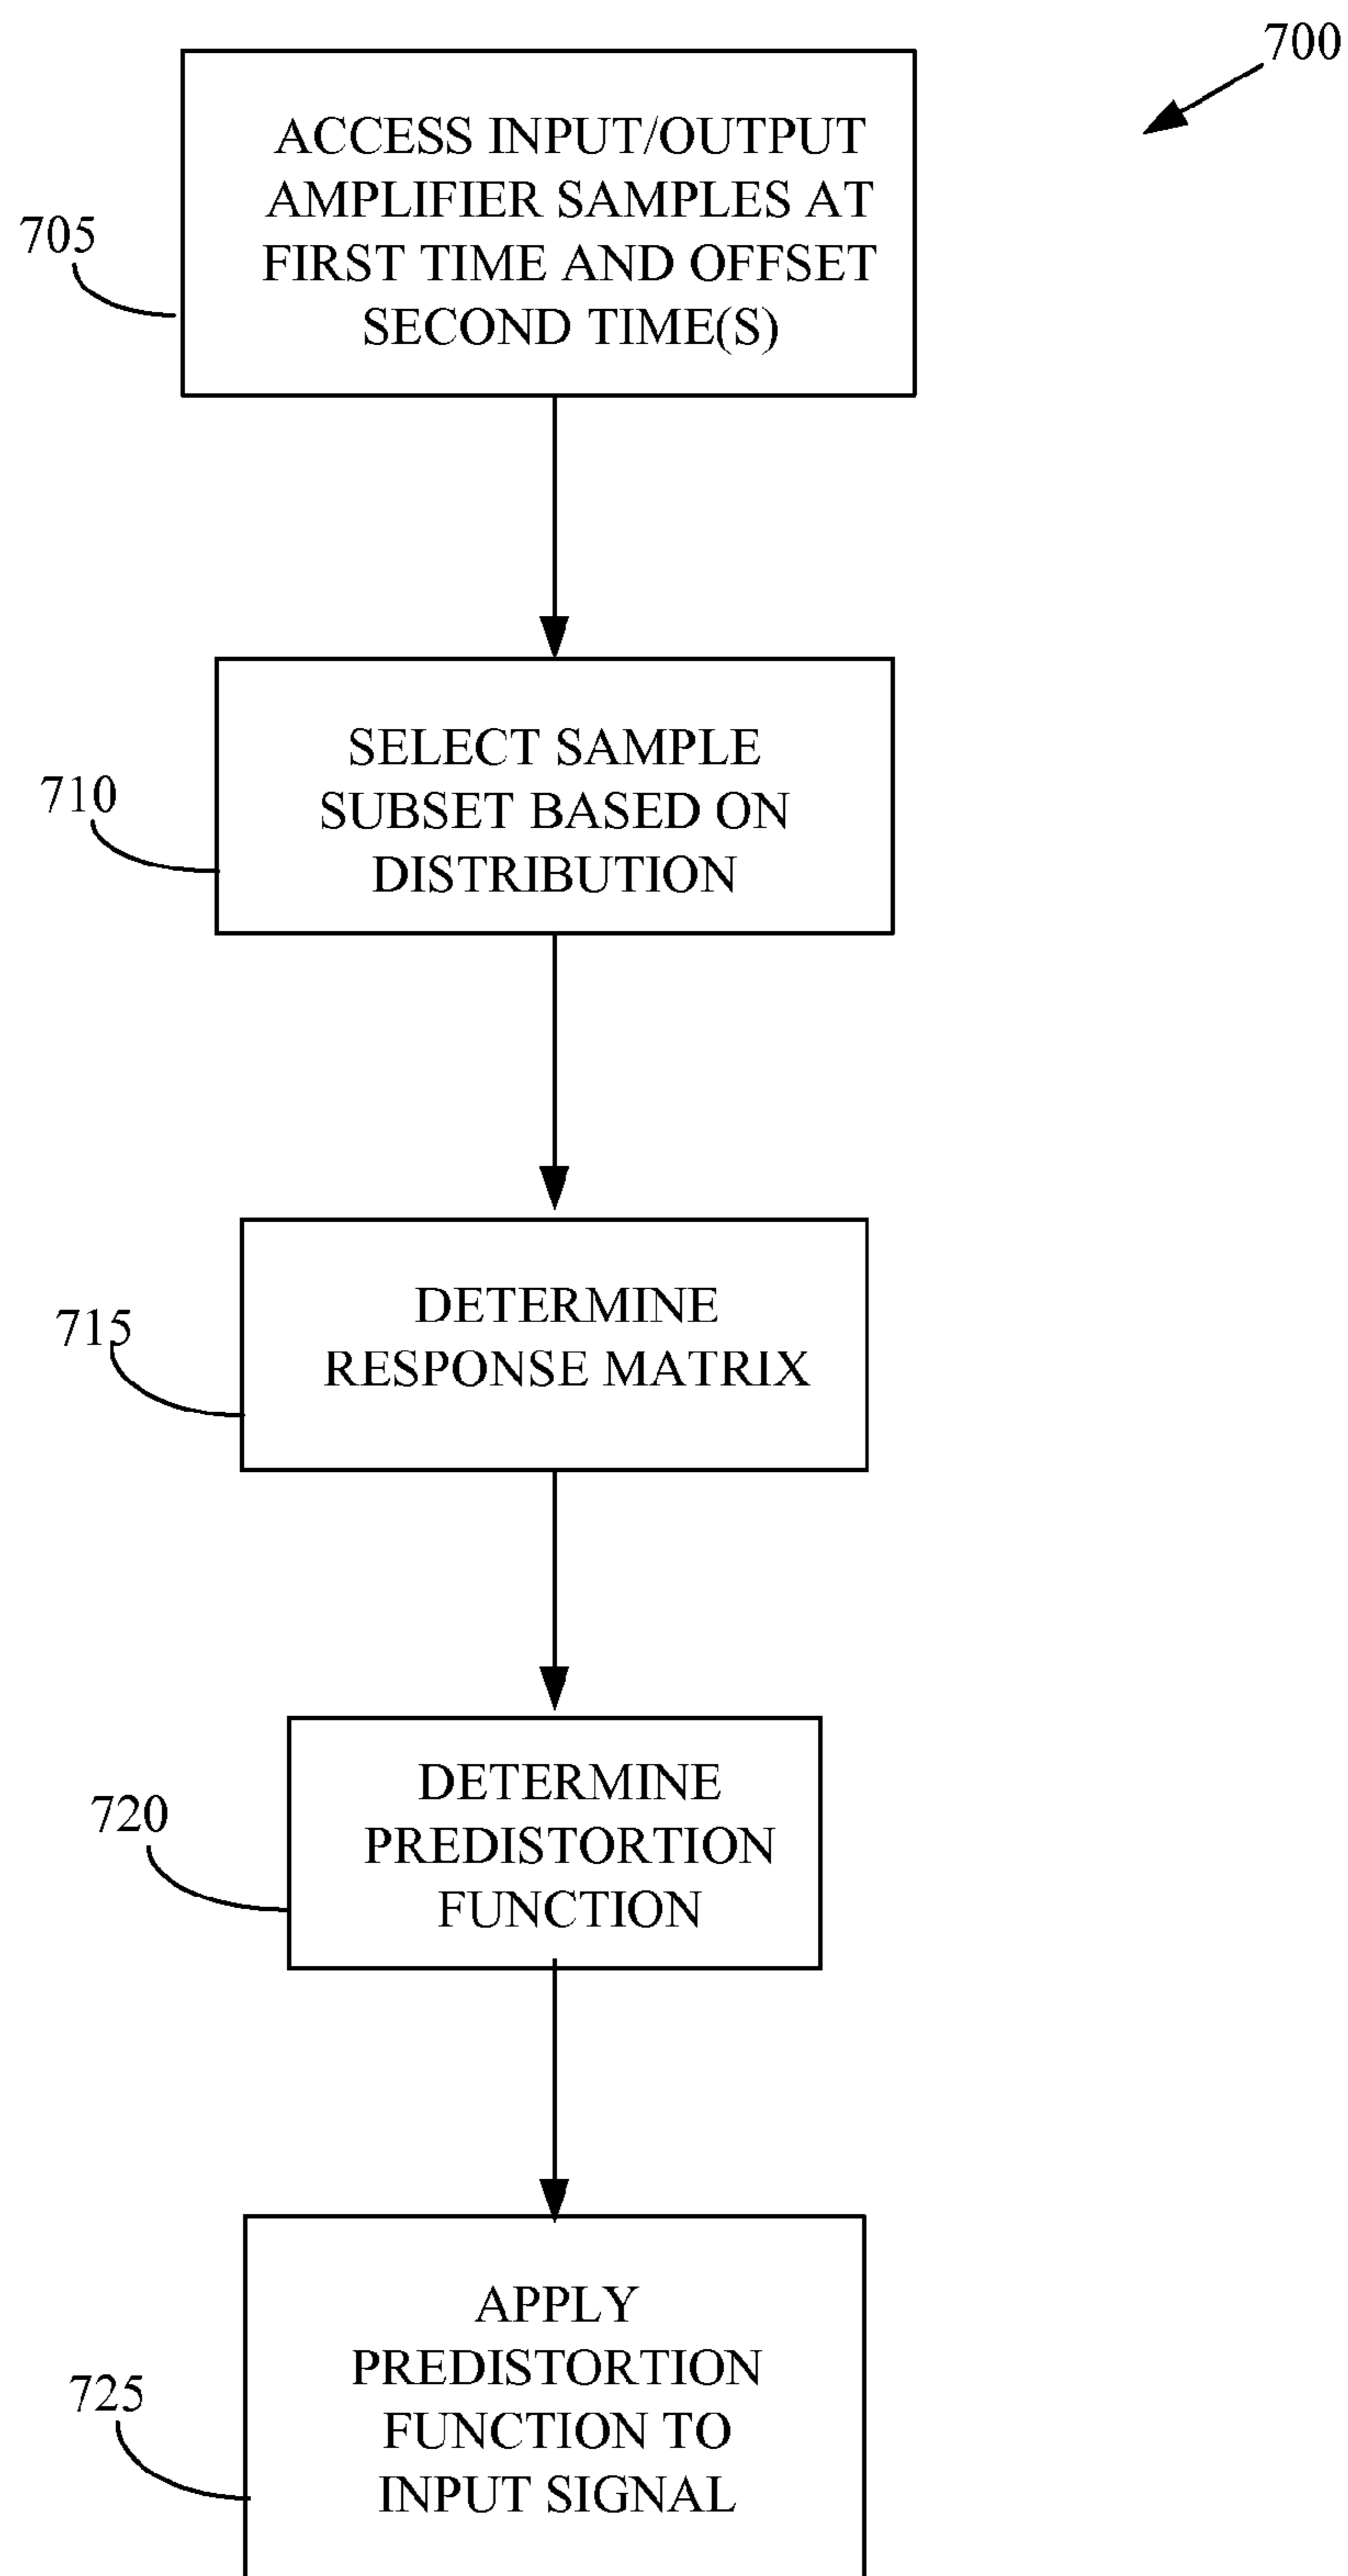 700
ACCESS INPUT/OUTPUT
AMPLIFIER SAMPLES AT
FIRST TIME AND OFFSET
SECOND TIME(S)
705
SELECT SAMPLE
SUBSET BASED ON
DISTRIBUTION
710
DETERMINE
RESPONSE MATRIX
715
DETERMINE
PREDISTORTION
FUNCTION
720
APPLY
PREDISTORTION
FUNCTION TO
INPUT SIGNAL
725